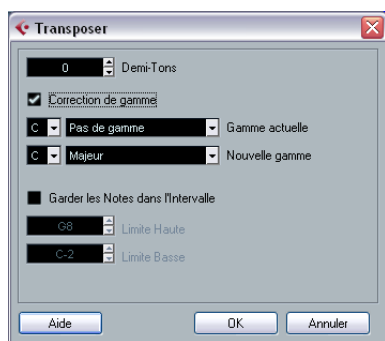 Transposer
0 Demi-Tons
Correction de gamme
C Pas de gamme Gamme actuelle
C Majeur Nouvelle gamme
Garder les Notes dans l'Intervalle
G8 Limite Haute
C-2 Limite Basse
Aide OK Annuler